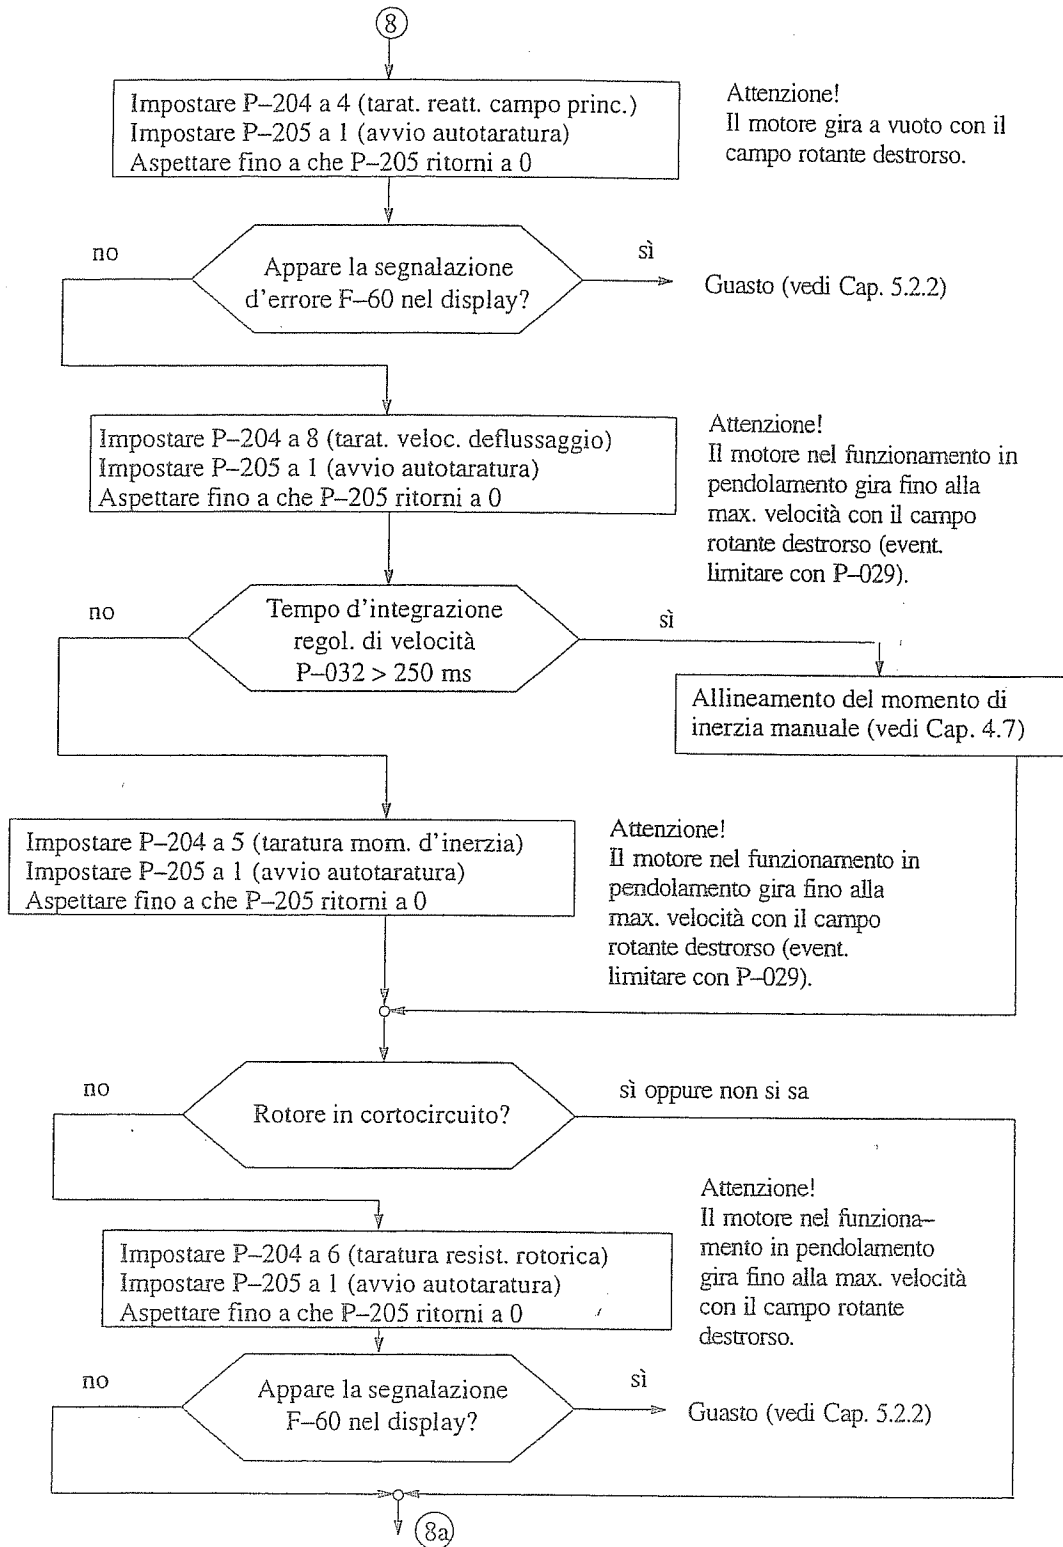 8
Impostare P–204 a 4 (tarat. reatt. campo princ.)
Impostare P–205 a 1 (avvio autotaratura)
Aspettare fino a che P–205 ritorni a 0
Attenzione!
Il motore gira a vuoto con il
campo rotante destrorso.
no
Appare la segnalazione
d'errore F–60 nel display?
sì
Guasto (vedi Cap. 5.2.2)
Impostare P–204 a 8 (tarat. veloc. deflussaggio)
Impostare P–205 a 1 (avvio autotaratura)
Aspettare fino a che P–205 ritorni a 0
Attenzione!
Il motore nel funzionamento in
pendolamento gira fino alla
max. velocità con il campo
rotante destrorso (event.
limitare con P–029).
no
Tempo d'integrazione
regol. di velocità
P–032 > 250 ms
sì
Allineamento del momento di
inerzia manuale (vedi Cap. 4.7)
Impostare P–204 a 5 (taratura mom. d'inerzia)
Impostare P–205 a 1 (avvio autotaratura)
Aspettare fino a che P–205 ritorni a 0
Attenzione!
Il motore nel funzionamento in
pendolamento gira fino alla
max. velocità con il campo
rotante destrorso (event.
limitare con P–029).
no
Rotore in cortocircuito?
sì oppure non si sa
Impostare P–204 a 6 (taratura resist. rotorica)
Impostare P–205 a 1 (avvio autotaratura)
Aspettare fino a che P–205 ritorni a 0
Attenzione!
Il motore nel funziona–
mento in pendolamento
gira fino alla max. velocità
con il campo rotante
destrorso.
no
Appare la segnalazione
F–60 nel display?
sì
Guasto (vedi Cap. 5.2.2)
8a